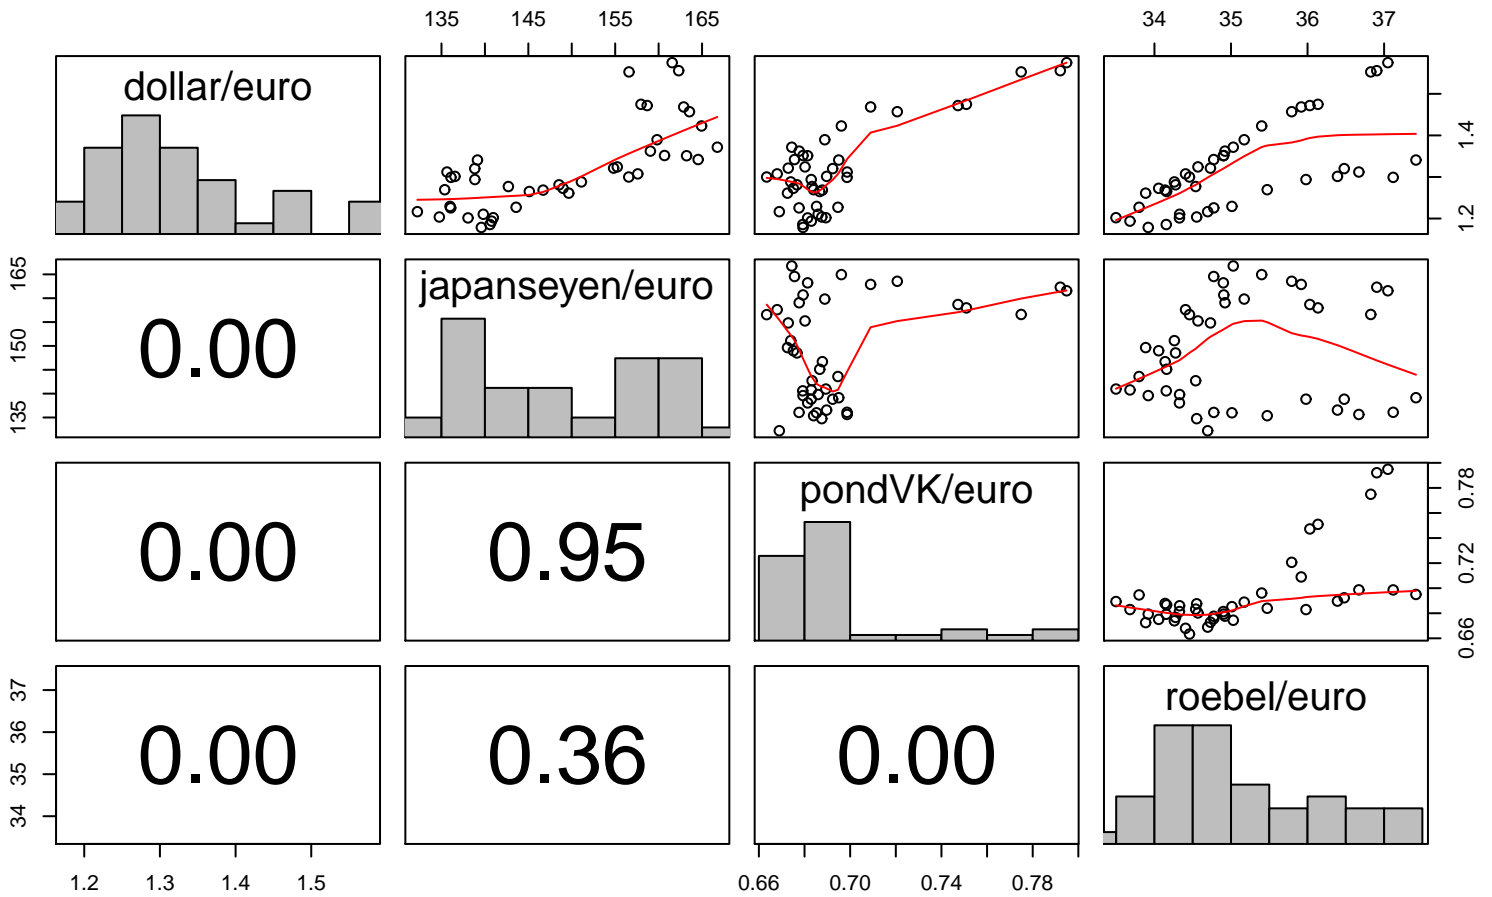 135 145 155 165 34 35 36 37
dollar/euro
1.2 1.4
135 150 165
0.00
japanseyen/euro
0.00
0.95
pondVK/euro
0.66 0.72 0.78
34 35 36 37
0.00
0.36
0.00
roebel/euro
1.2 1.3 1.4 1.5 0.66 0.70 0.74 0.78